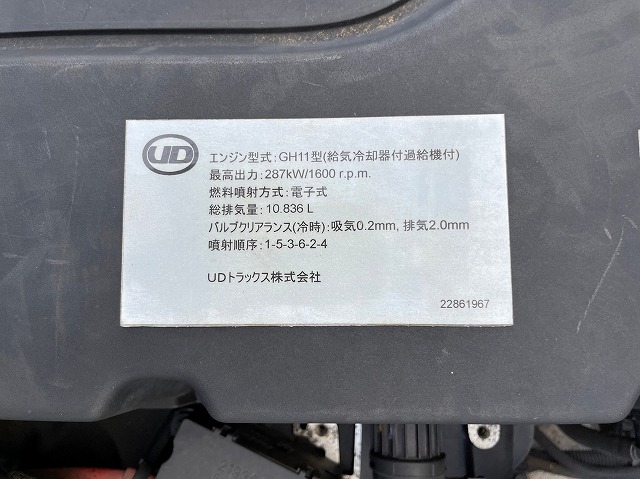 UD
エンジン型式:GH11型(給気冷却器付過給機付)
最高出力:287kW/1600 r.p.m.
燃料噴射方式:電子式
総排気量:10.836 L
バルブクリアランス(冷時):吸気0.2mm, 排気2.0mm
噴射順序:1-5-3-6-2-4
UDトラックス株式会社
22861967